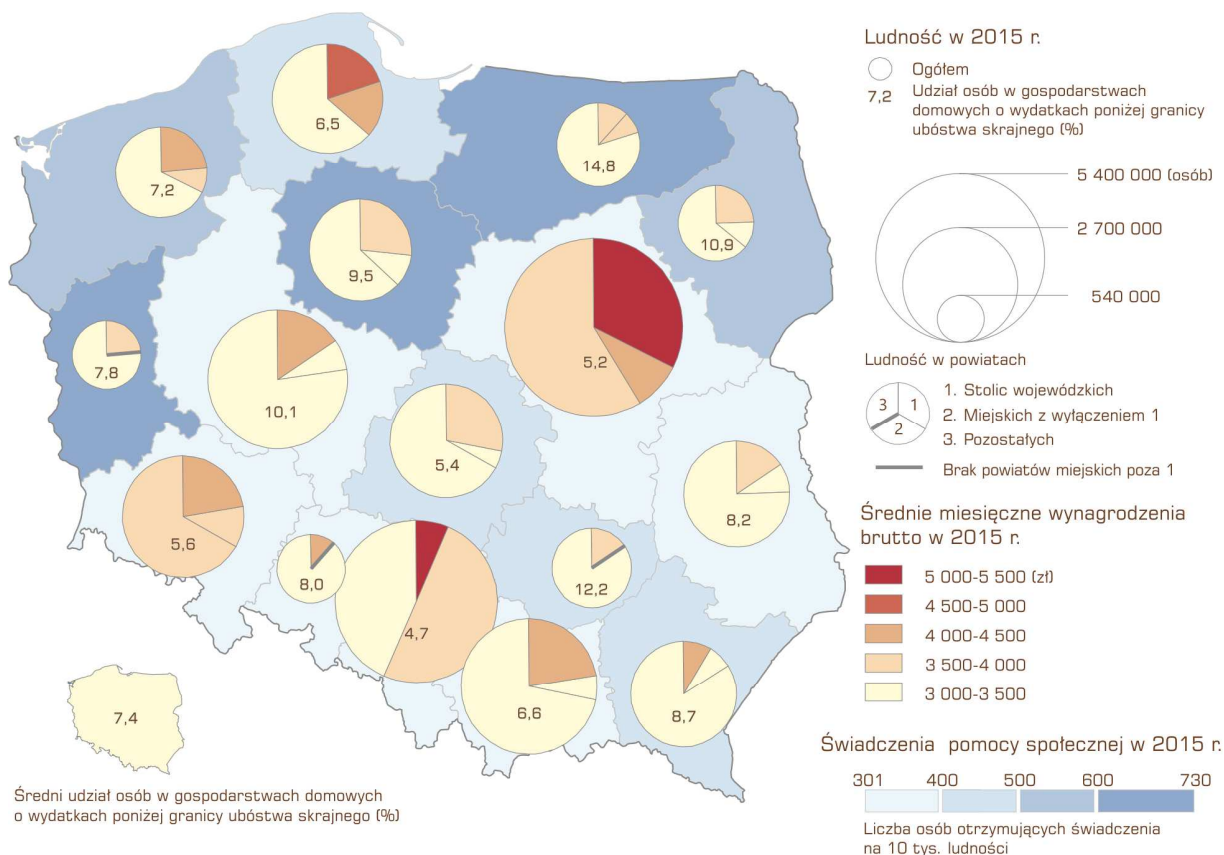 6,5
14,8
7,2
10,9
9,5
5,2
7,8
10,1
5,4
8,2
5,6
8,0
12,2
4,7
6,6
8,7
7,4
Średni udział osób w gospodarstwach domowych
o wydatkach poniżej granicy ubóstwa skrajnego (%)
Ludność w 2015 r.
Ogółem
7,2 Udział osób w gospodarstwach
domowych o wydatkach poniżej granicy
ubóstwa skrajnego (%)
5 400 000 (osób)
2 700 000
540 000
Ludność w powiatach
3 1 2
1. Stolic wojewódzkich
2. Miejskich z wyłączeniem 1
3. Pozostałych
Brak powiatów miejskich poza 1
Średnie miesięczne wynagrodzenia
brutto w 2015 r.
5 000-5 500 (zł)
4 500-5 000
4 000-4 500
3 500-4 000
3 000-3 500
Świadczenia pomocy społecznej w 2015 r.
301 400 500 600 730
Liczba osób otrzymujących świadczenia
na 10 tys. ludności